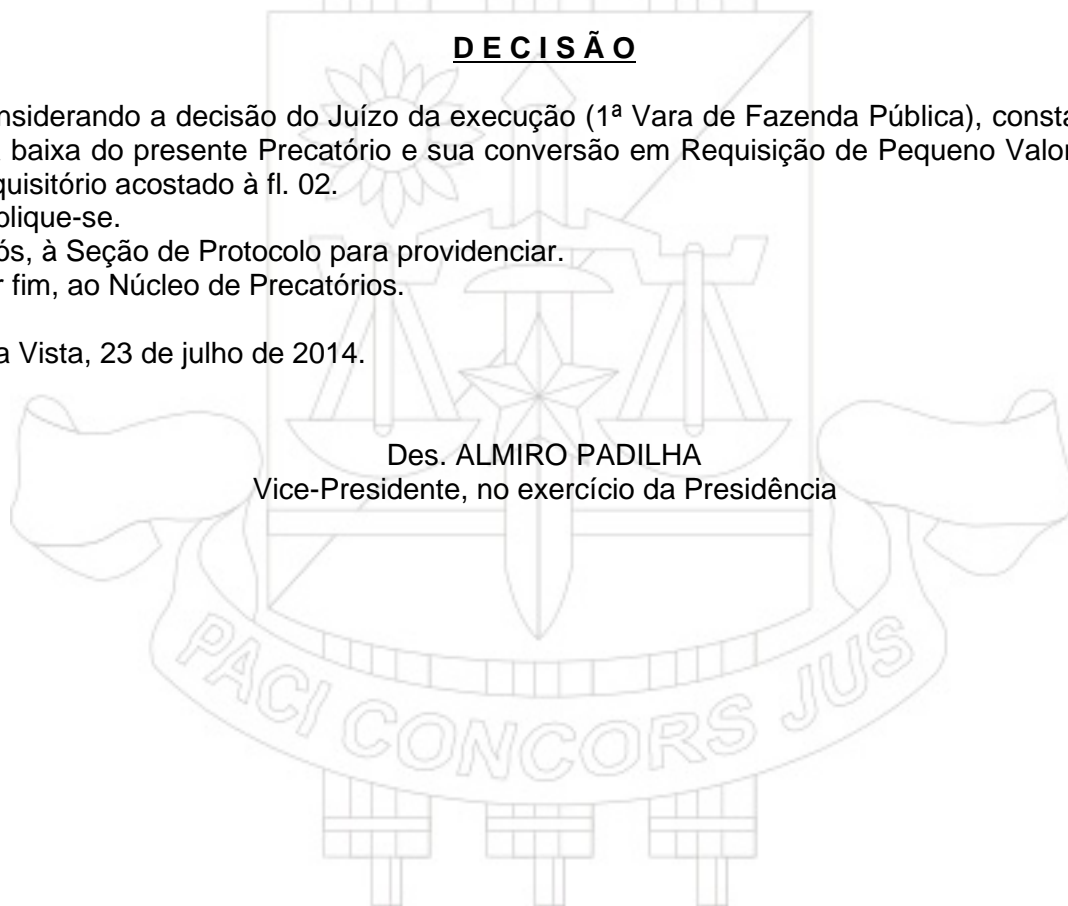 D E C I S Ã O
nsiderando a decisão do Juízo da execução (1ª Vara de Fazenda Pública), consta
baixa do presente Precatório e sua conversão em Requisição de Pequeno Valor
quisitório acostado à fl. 02.
blique-se.
ós, à Seção de Protocolo para providenciar.
r fim, ao Núcleo de Precatórios.
a Vista, 23 de julho de 2014.
Des. ALMIRO PADILHA
Vice-Presidente, no exercício da Presidência
PACI CONCORS JUS